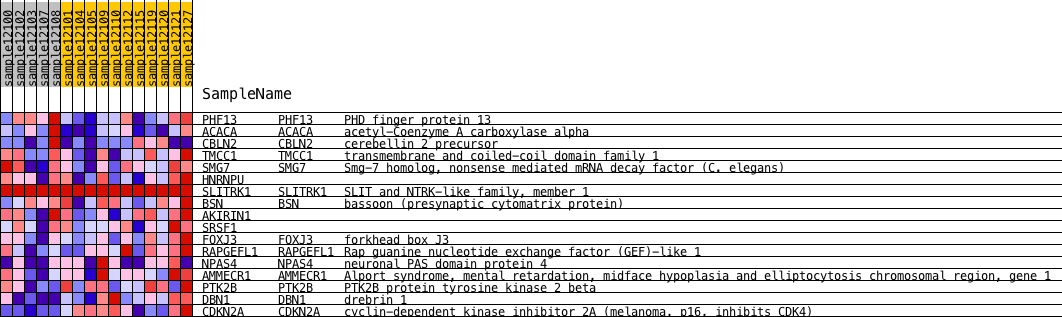 sample12100
sample12102
sample12103
sample12107
sample12108
sample12101
sample12104
sample12105
sample12109
sample12110
sample12112
sample12115
sample12119
sample12120
sample12121
sample12127
SampleName
PHF13 PHF13 PHD finger protein 13
ACACA ACACA acetyl-Coenzyme A carboxylase alpha
CBLN2 CBLN2 cerebellin 2 precursor
TMCC1 TMCC1 transmembrane and coiled-coil domain family 1
SMG7 SMG7 Smg-7 homolog, nonsense mediated mRNA decay factor (C. elegans)
HNRNPU
SLITRK1 SLITRK1 SLIT and NTRK-like family, member 1
BSN BSN bassoon (presynaptic cytomatrix protein)
AKIRIN1
SRSF1
FOXJ3 FOXJ3 forkhead box J3
RAPGEFL1 RAPGEFL1 Rap guanine nucleotide exchange factor (GEF)-like 1
NPAS4 NPAS4 neuronal PAS domain protein 4
AMMECR1 AMMECR1 Alport syndrome, mental retardation, midface hypoplasia and elliptocytosis chromosomal region, gene 1
PTK2B PTK2B PTK2B protein tyrosine kinase 2 beta
DBN1 DBN1 drebrin 1
CDKN2A CDKN2A cyclin-dependent kinase inhibitor 2A (melanoma, p16, inhibits CDK4)